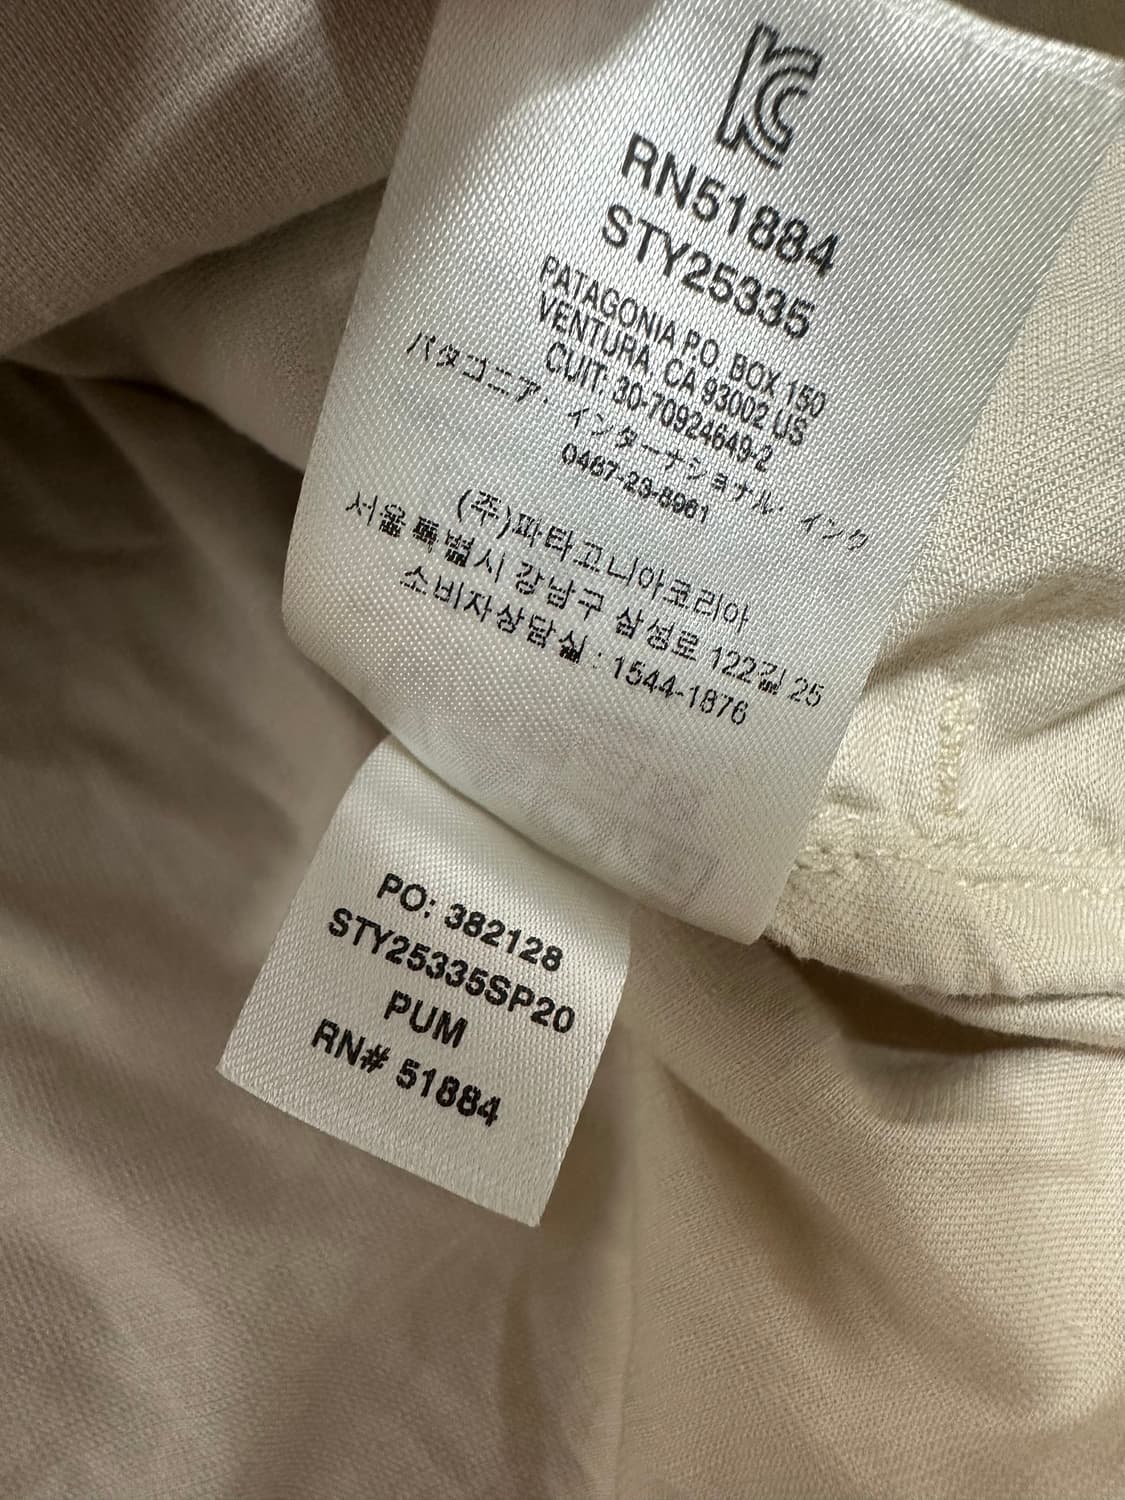 KC
RN51884
STY25335
PATAGONIA P.O. BOX 150
VENTURA, CA 93002 US
CUIT: 30-70924649-2
パタゴニア・インターナショナル・インク
0467-23-8961
(주)파타고니아코리아
서울특별시 강남구 삼성로 122길 25
소비자상담실 : 1544-1876
PO: 382128
STY25335SP20
PUM
RN# 51884